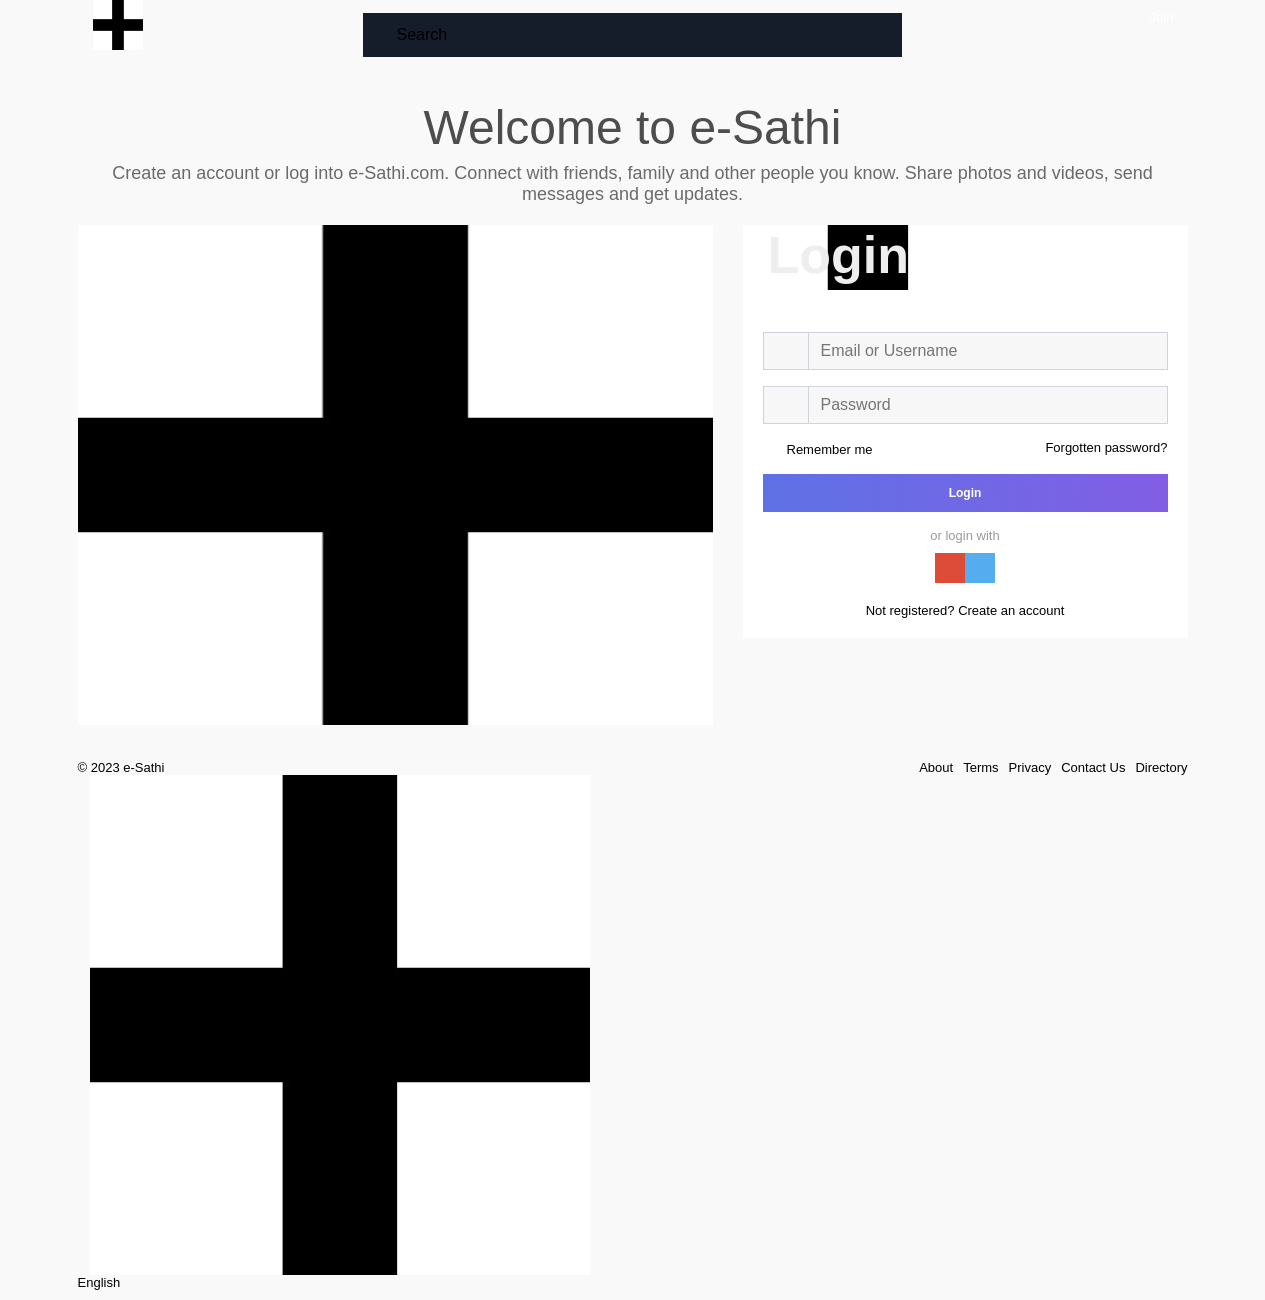 Search
Join
Welcome to e-Sathi
Create an account or log into e-Sathi.com. Connect with friends, family and other people you know. Share photos and videos, send
messages and get updates.
Login
Email or Username
Password
Remember me
Forgotten password?
Login
or login with
Not registered? Create an account
© 2023 e-Sathi
About Terms Privacy Contact Us Directory
English